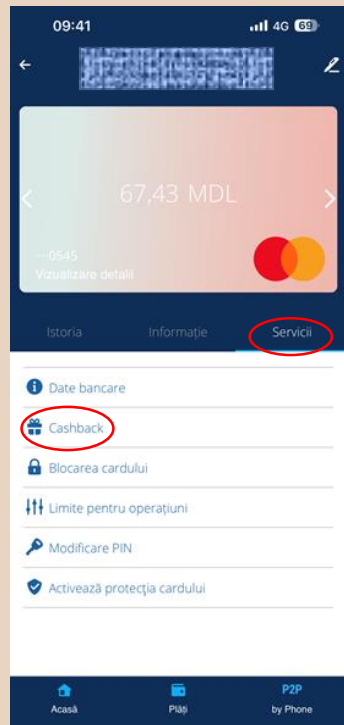 09:41 4G 69
67,43 MDL
0545
Vizualizare detalii
Istoria Informație Servicii
Date bancare
Cashback
Blocarea cardului
Limite pentru operațiuni
Modificare PIN
Activează protecția cardului
P2P
Acasă Plăți by Phone